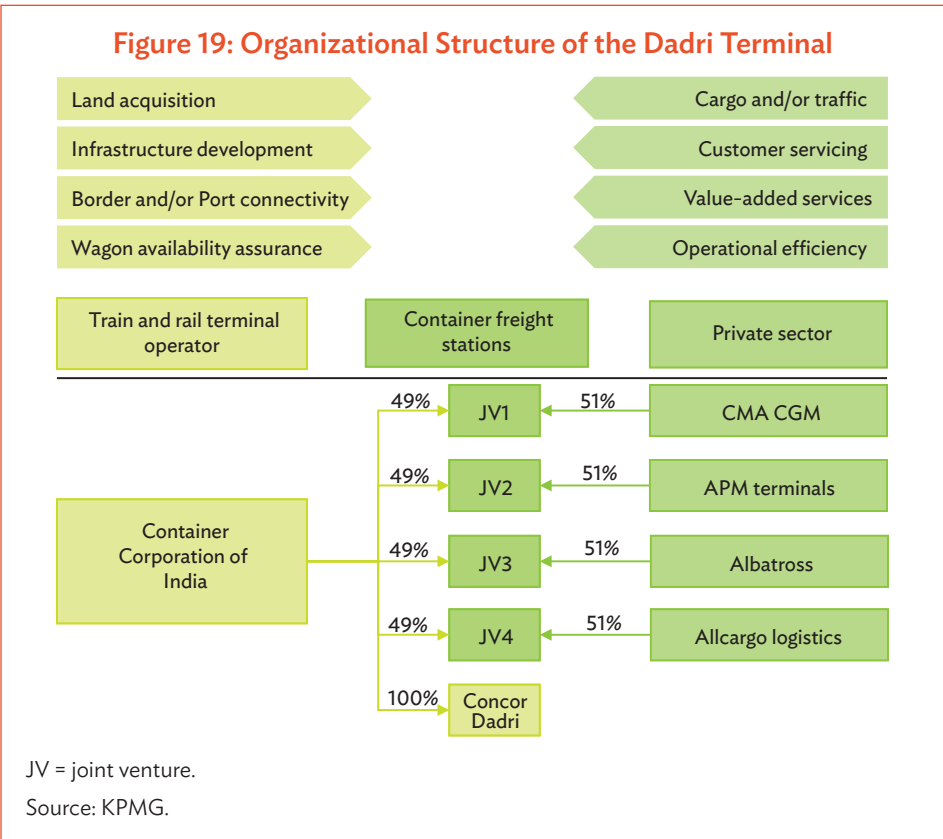 Figure 19: Organizational Structure of the Dadri Terminal
Land acquisition
Cargo and/or traffic
Infrastructure development
Customer servicing
Border and/or Port connectivity
Value-added services
Wagon availability assurance
Operational efficiency
Train and rail terminal
operator
Container freight
stations
Private sector
49%
JV1
51%
CMA CGM
49%
JV2
51%
APM terminals
Container
Corporation of
India
49%
JV3
51%
Albatross
49%
JV4
51%
Allcargo logistics
100%
Concor
Dadri
JV = joint venture.
Source: KPMG.